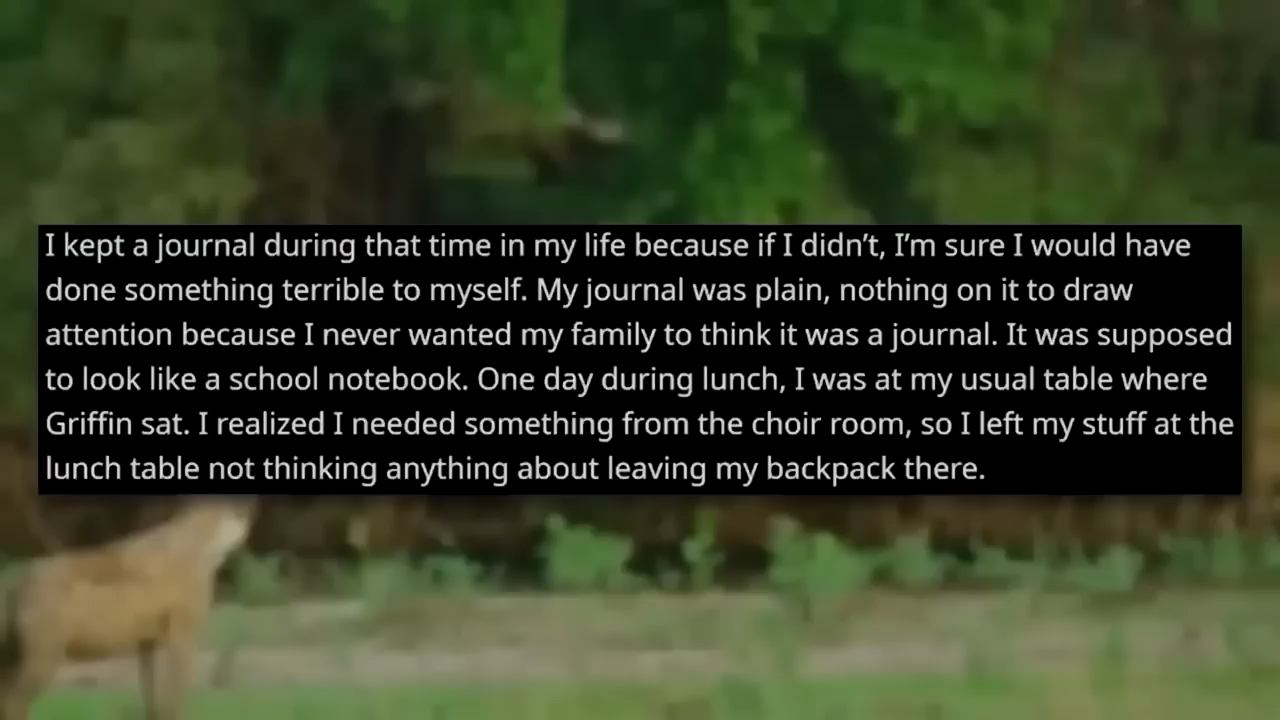 I kept a journal during that time in my life because if I didn’t, I’m sure I would have
done something terrible to myself. My journal was plain, nothing on it to draw
attention because I never wanted my family to think it was a journal. It was supposed
to look like a school notebook. One day during lunch, I was at my usual table where
Griffin sat. I realized I needed something from the choir room, so I left my stuff at the
lunch table not thinking anything about leaving my backpack there.